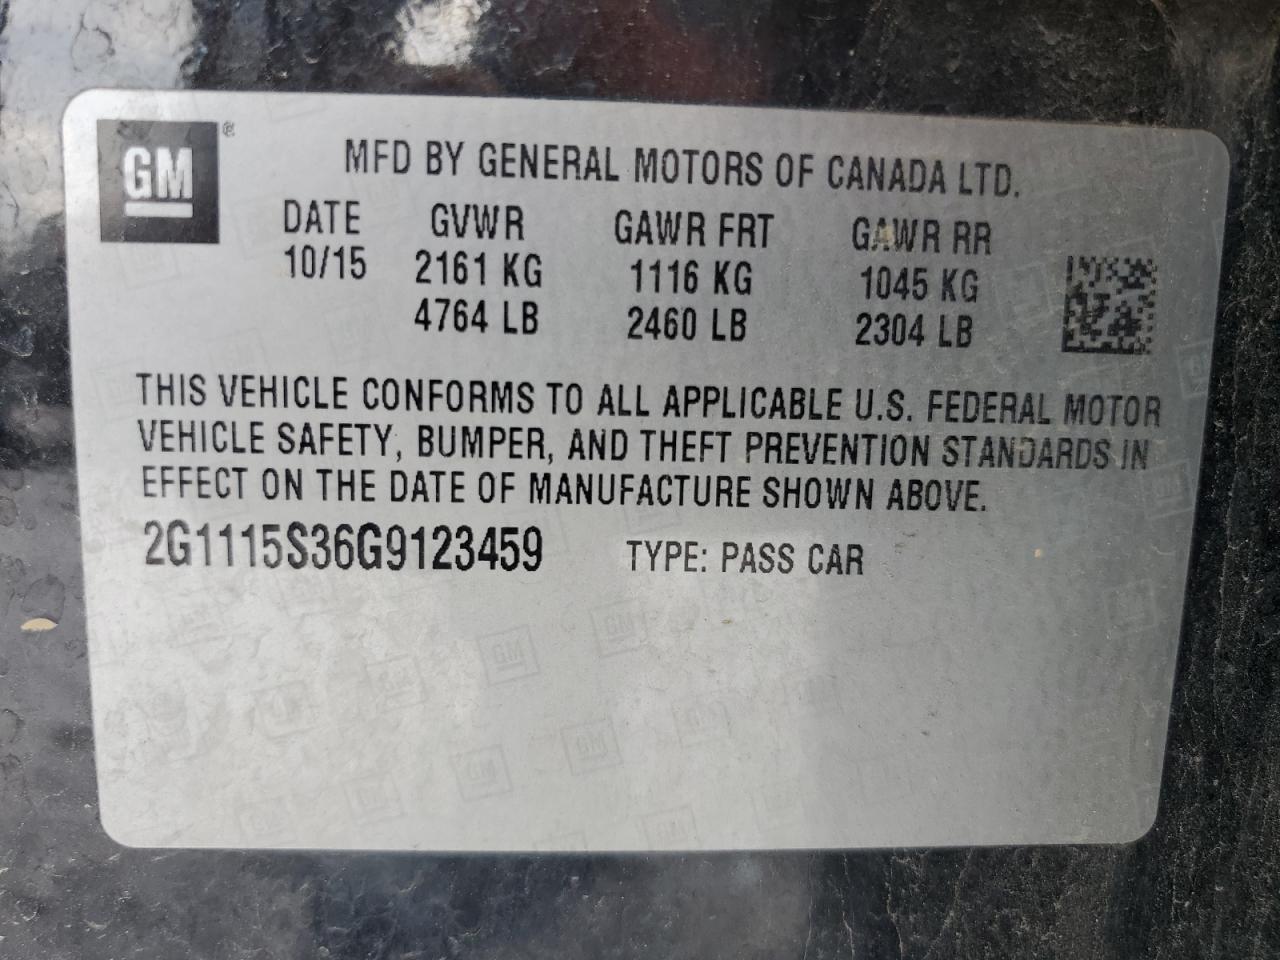 GM ®
MFD BY GENERAL MOTORS OF CANADA LTD.
DATE GVWR GAWR FRT GAWR RR
10/15 2161 KG 1116 KG 1045 KG
4764 LB 2460 LB 2304 LB
THIS VEHICLE CONFORMS TO ALL APPLICABLE U.S. FEDERAL MOTOR
VEHICLE SAFETY, BUMPER, AND THEFT PREVENTION STANDARDS IN
EFFECT ON THE DATE OF MANUFACTURE SHOWN ABOVE.
2G1115S36G9123459 TYPE: PASS CAR